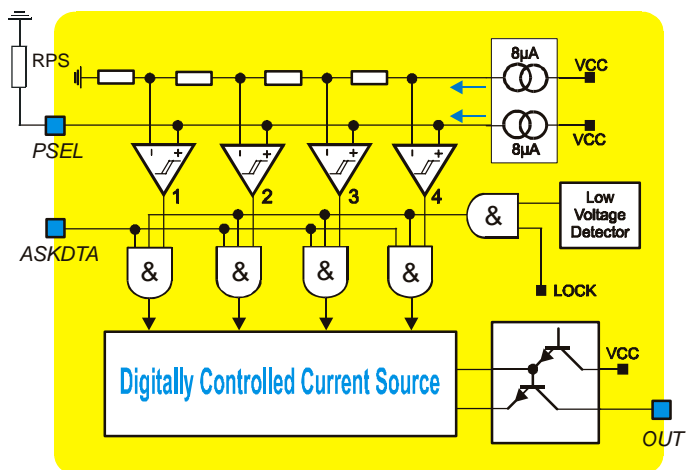 8µA
VCC
RPS
VCC
8µA
PSEL
- + - + - + - +
1 2 3 4
ASKDTA
&
Low
Voltage
Detector
& & & &
LOCK
Digitally Controlled Current Source
VCC
OUT